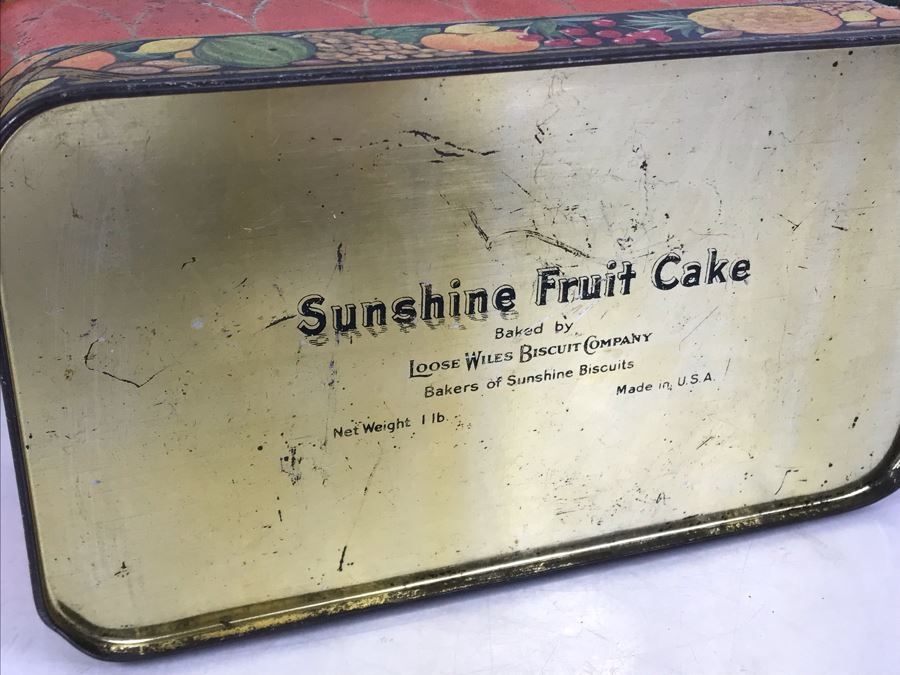 Sunshine Fruit Cake
Baked by
LOOSE WILES BISCUIT COMPANY
Bakers of Sunshine Biscuits
Made in U.S.A.
Net Weight 1 lb.